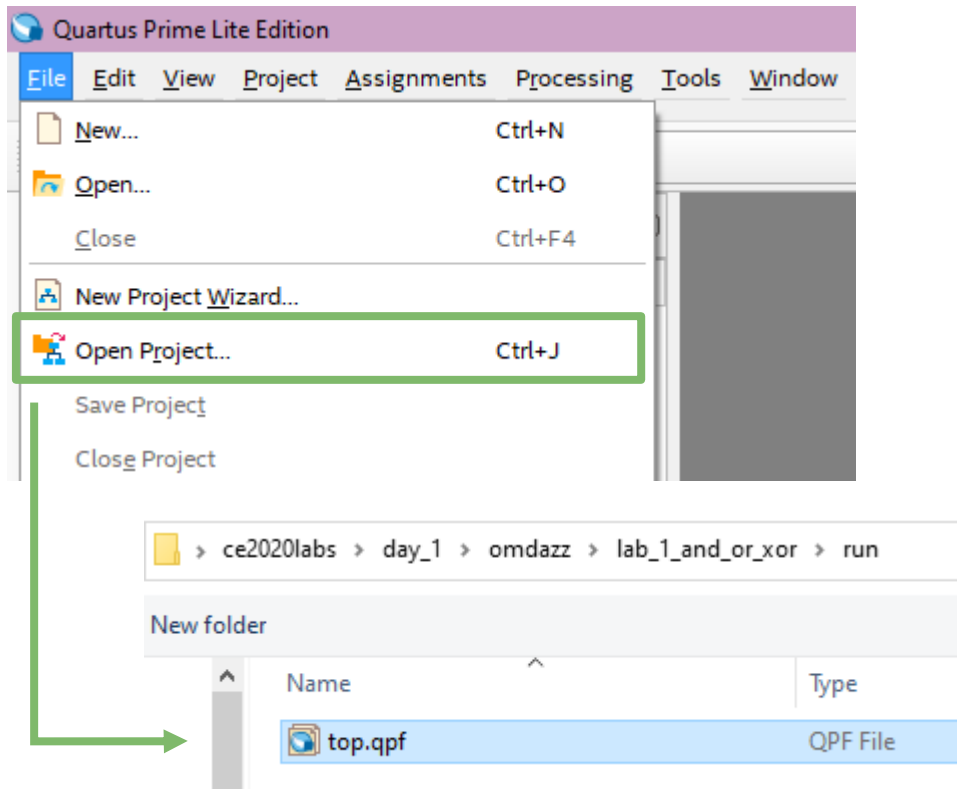 Quartus Prime Lite Edition
File Edit View Project Assignments Processing Tools Window
New... Ctrl+N
Open... Ctrl+O
Close Ctrl+F4
New Project Wizard...
Open Project... Ctrl+J
Save Project
Close Project
› ce2020labs › day_1 › omdazz › lab_1_and_or_xor › run
New folder
Name Type
top.qpf QPF File